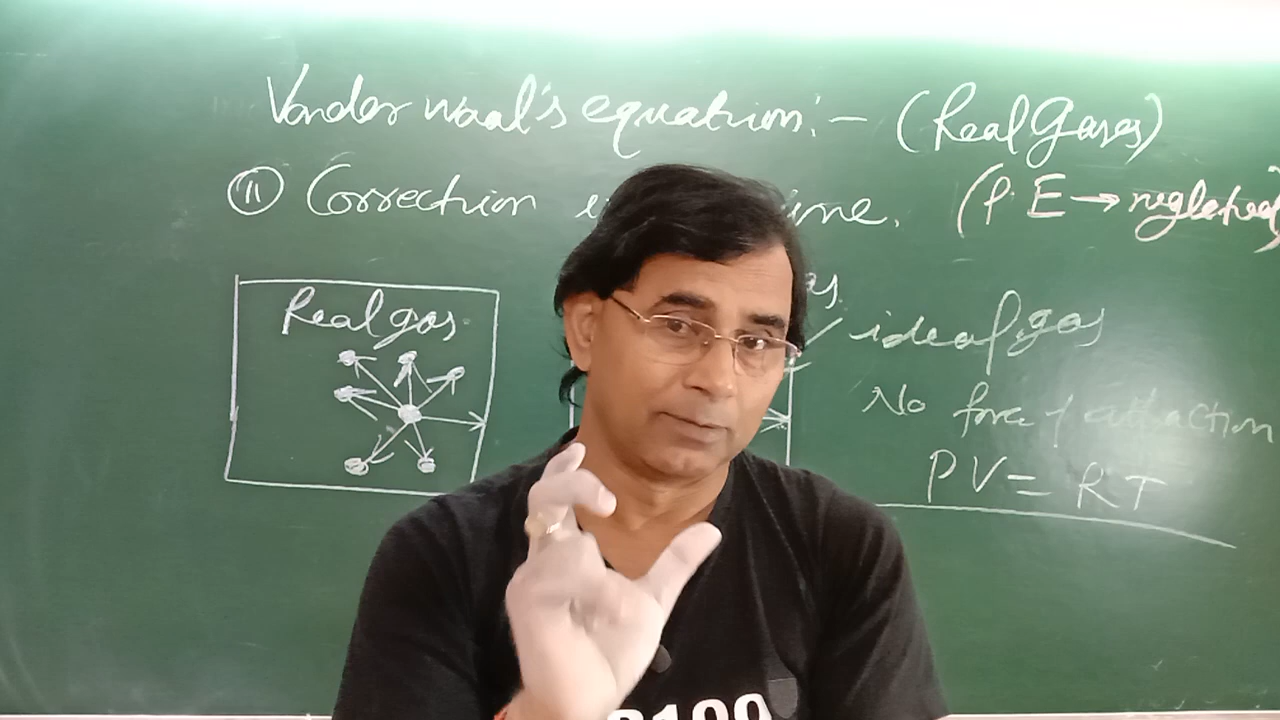 Vander waal's equation:- (Real Gases)
(ii) Correction (P.E → neglected)
Real gas.
ideal gas
No force of attraction
PV = RT